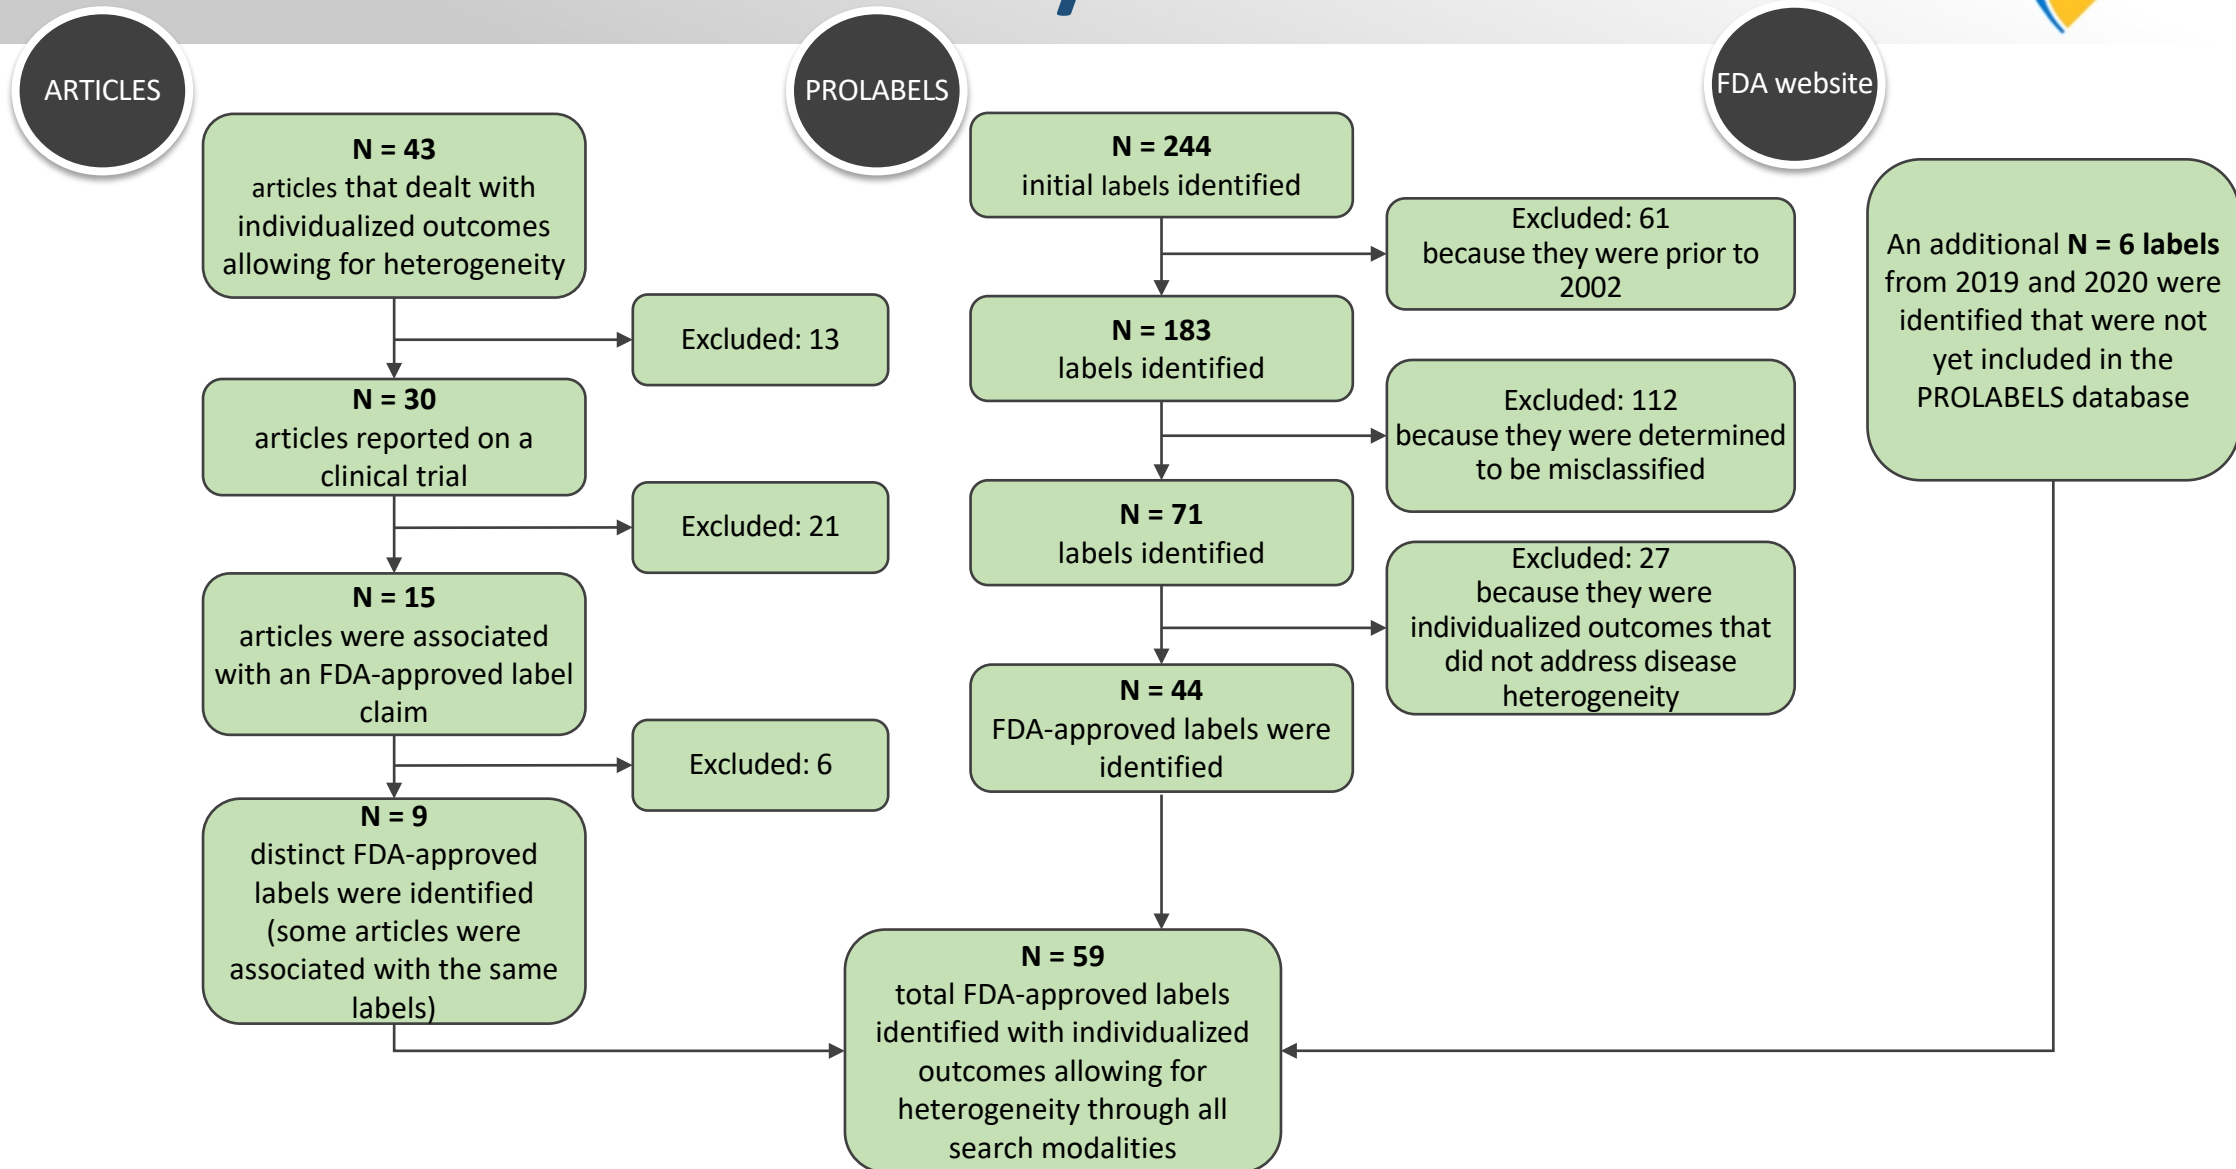 ARTICLES
N = 43
articles that dealt with
individualized outcomes
allowing for heterogeneity
Excluded: 13
N = 30
articles reported on a
clinical trial
Excluded: 21
N = 15
articles were associated
with an FDA-approved label
claim
Excluded: 6
N = 9
distinct FDA-approved
labels were identified
(some articles were
associated with the same
labels)
PROLABELS
N = 244
initial labels identified
Excluded: 61
because they were prior to
2002
N = 183
labels identified
Excluded: 112
because they were determined
to be misclassified
N = 71
labels identified
Excluded: 27
because they were
individualized outcomes that
did not address disease
heterogeneity
N = 44
FDA-approved labels were
identified
FDA website
An additional N = 6 labels
from 2019 and 2020 were
identified that were not
yet included in the
PROLABELS database
N = 59
total FDA-approved labels
identified with individualized
outcomes allowing for
heterogeneity through all
search modalities